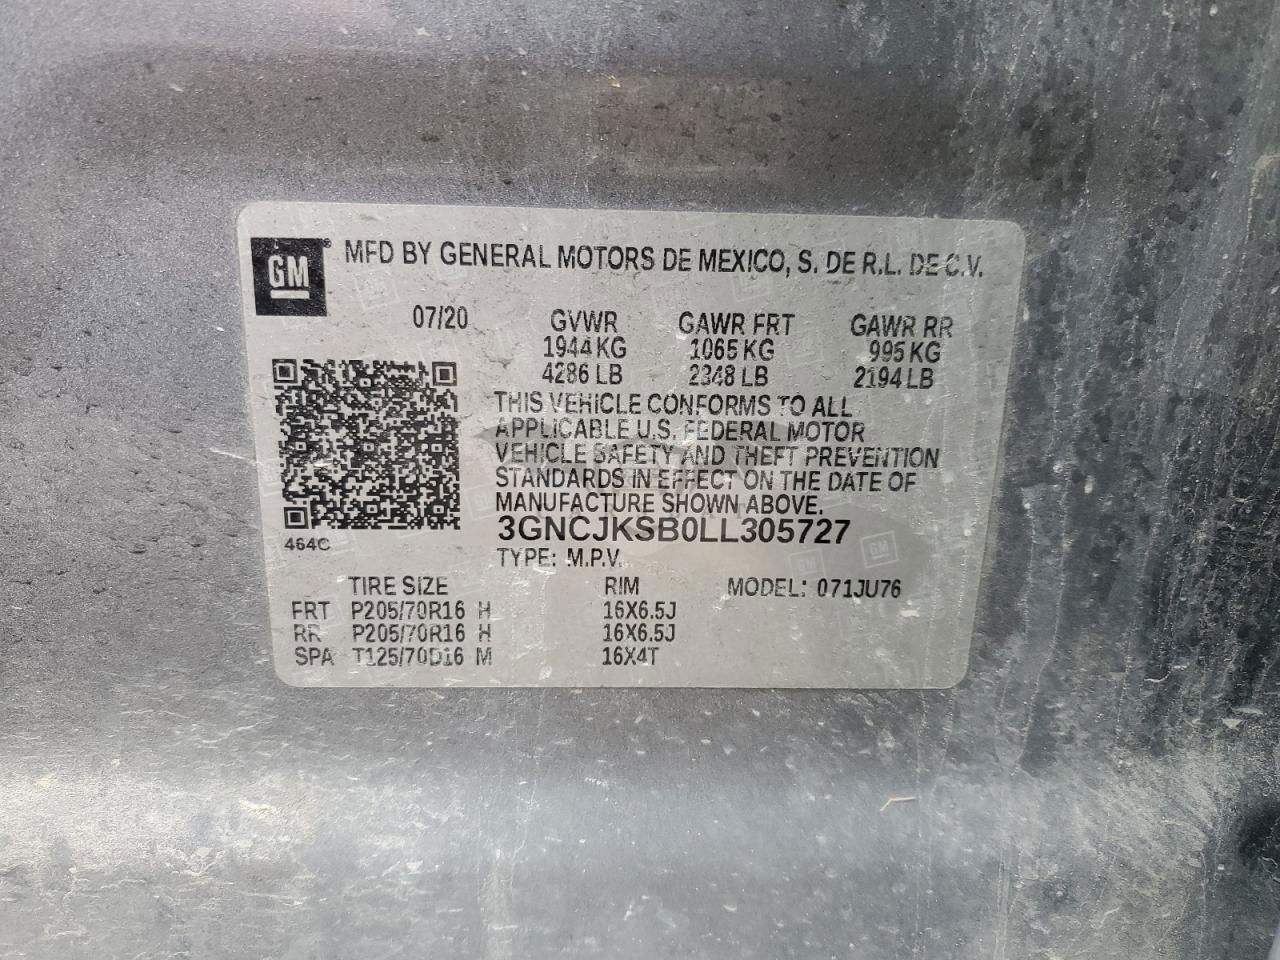 GM ® MFD BY GENERAL MOTORS DE MEXICO, S. DE R.L. DE C.V.
07/20 GVWR GAWR FRT GAWR RR
1944 KG 1065 KG 995 KG
4286 LB 2348 LB 2194 LB
THIS VEHICLE CONFORMS TO ALL
APPLICABLE U.S. FEDERAL MOTOR
VEHICLE SAFETY AND THEFT PREVENTION
STANDARDS IN EFFECT ON THE DATE OF
MANUFACTURE SHOWN ABOVE.
3GNCJKSB0LL305727
464C
TYPE: M.P.V.
TIRE SIZE RIM MODEL: 071JU76
FRT P205/70R16 H 16X6.5J
RR P205/70R16 H 16X6.5J
SPA T125/70D16 M 16X4T